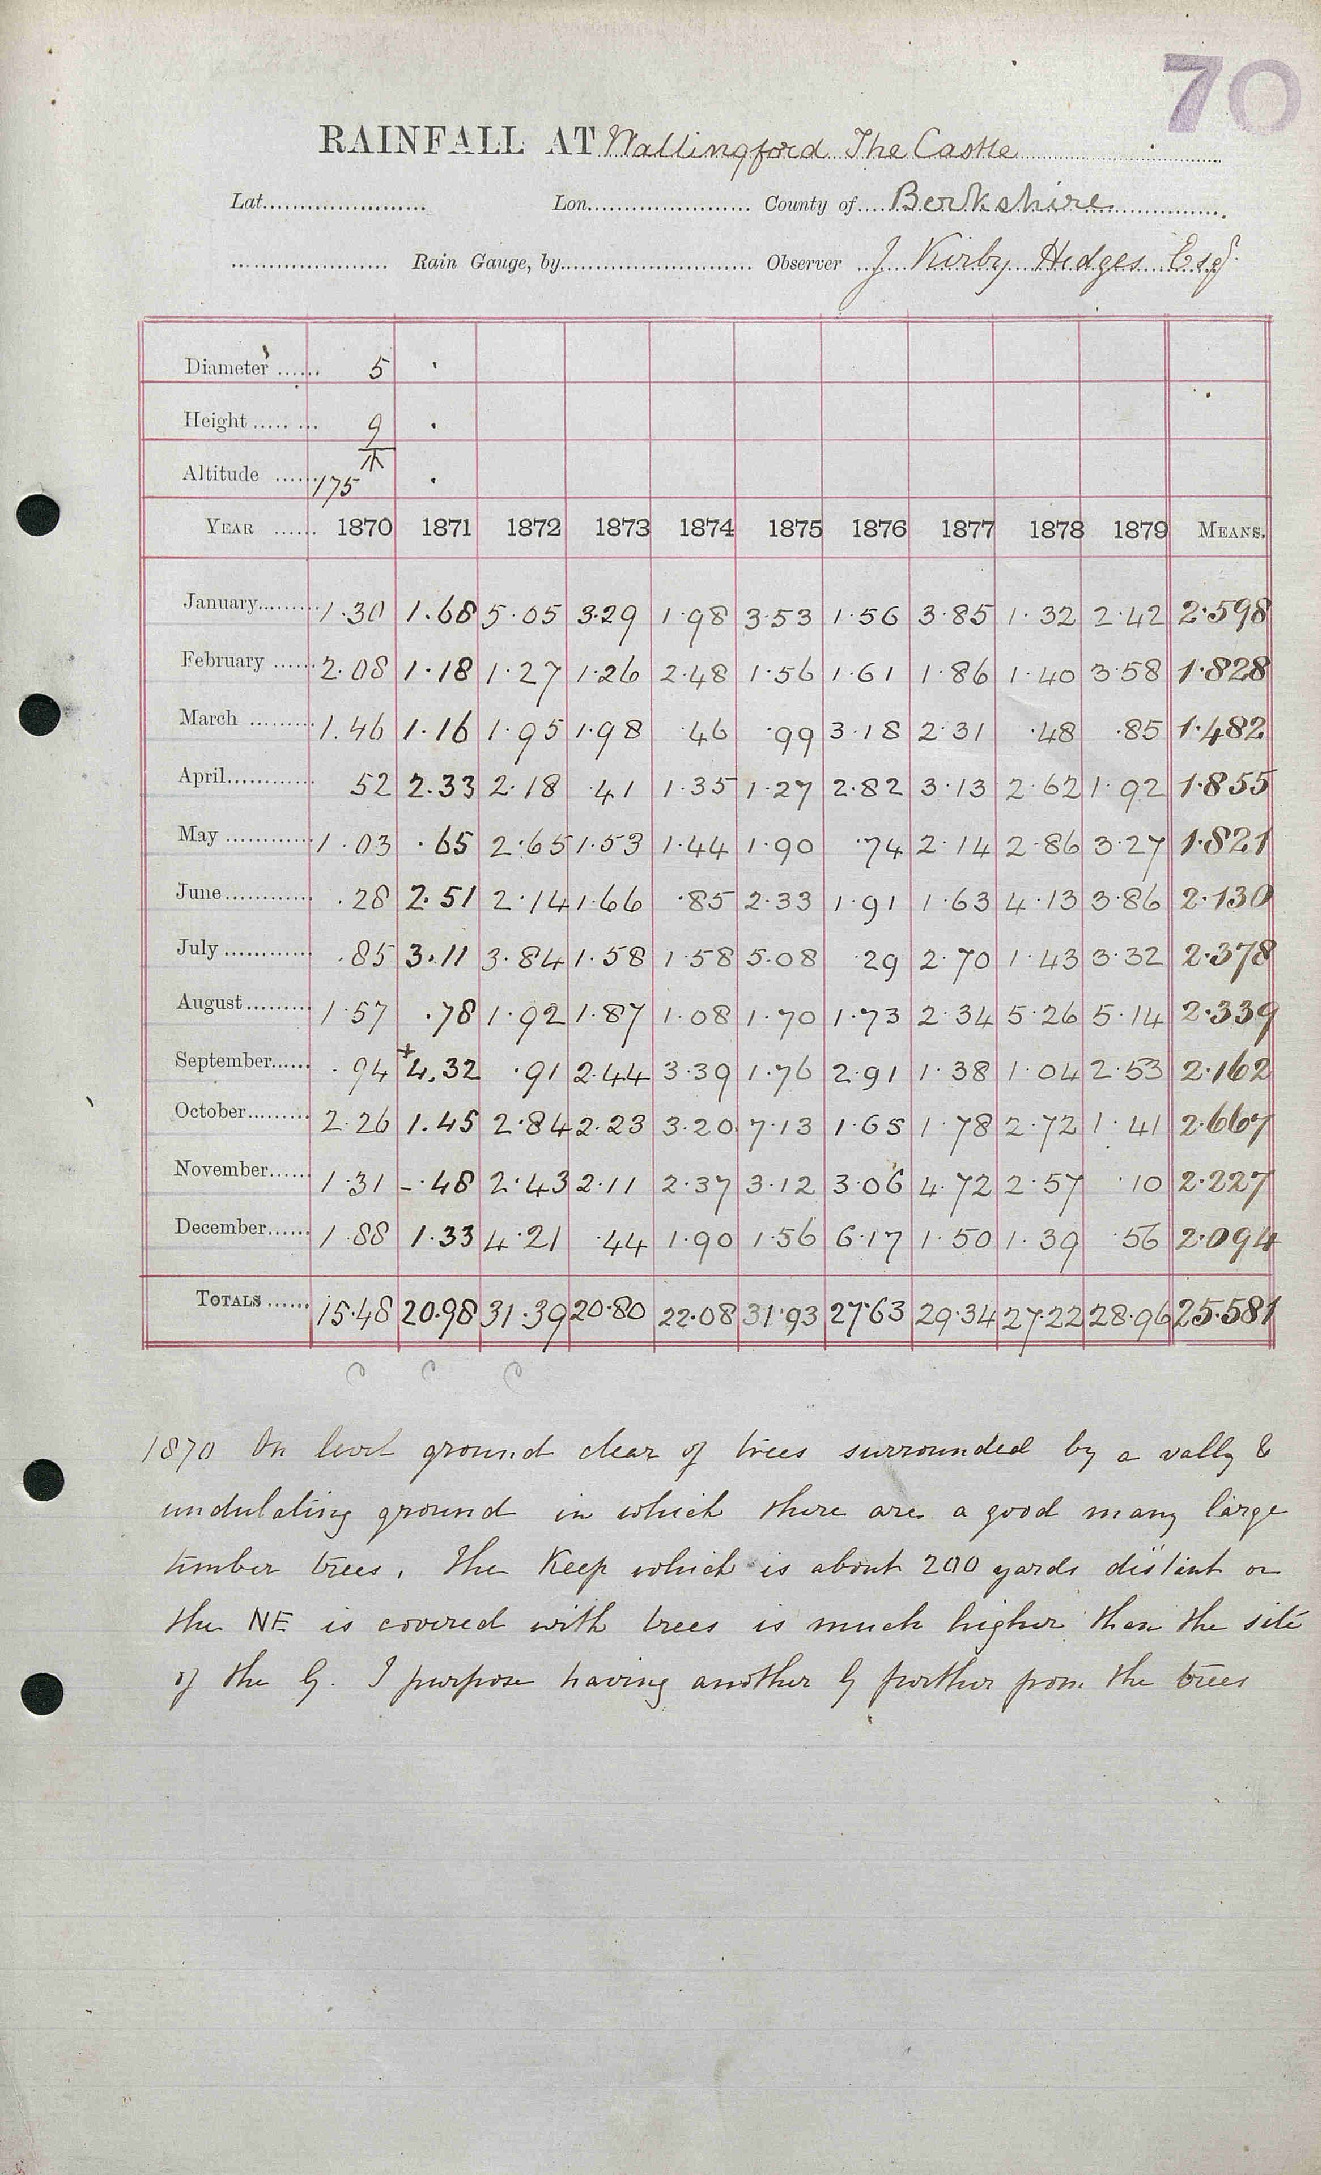 70
RAINFALL AT Wallingford The Castle
Lat. Lon. County of Berkshire
Rain Gauge, by Observer J Kirby Hedges Esq.
Diameter 5
Height 9
Altitude 175
YEAR 1870 1871 1872 1873 1874 1875 1876 1877 1878 1879 MEANS.
January 1.30 1.68 5.05 3.29 1.98 3.53 1.56 3.85 1.32 2.42 2.598
February 2.08 1.18 1.27 1.26 2.48 1.56 1.61 1.86 1.40 3.58 1.828
March 1.46 1.16 1.95 1.98 .46 .99 3.18 2.31 .48 .85 1.482
April 52 2.33 2.18 .41 1.35 1.27 2.82 3.13 2.62 1.92 1.855
May 1.03 .65 2.65 1.53 1.44 1.90 .74 2.14 2.86 3.27 1.821
June .28 2.51 2.14 1.66 .85 2.33 1.91 1.63 4.13 3.86 2.130
July .85 3.11 3.84 1.58 1.58 5.08 .29 2.70 1.43 3.32 2.378
August 1.57 .78 1.92 1.87 1.08 1.70 1.73 2.34 5.26 5.14 2.339
September .94 +4.32 .91 2.44 3.39 1.76 2.91 1.38 1.04 2.53 2.162
October 2.26 1.45 2.84 2.23 3.20 7.13 1.65 1.78 2.72 1.41 2.667
November 1.31 -.48 2.43 2.11 2.37 3.12 3.06 4.72 2.57 .10 2.227
December 1.88 1.33 4.21 .44 1.90 1.56 6.17 1.50 1.39 .56 2.094
TOTALS 15.48 20.98 31.39 20.80 22.08 31.93 27.63 29.34 27.22 28.96 25.581
C C C
1870 On level ground clear of trees surrounded by a vally &
undulating ground in which there are a good many large
timber trees. The Keep which is about 200 yards distant on
the NE is covered with trees is much higher than the site
of the G. I purpose having another G further from the trees